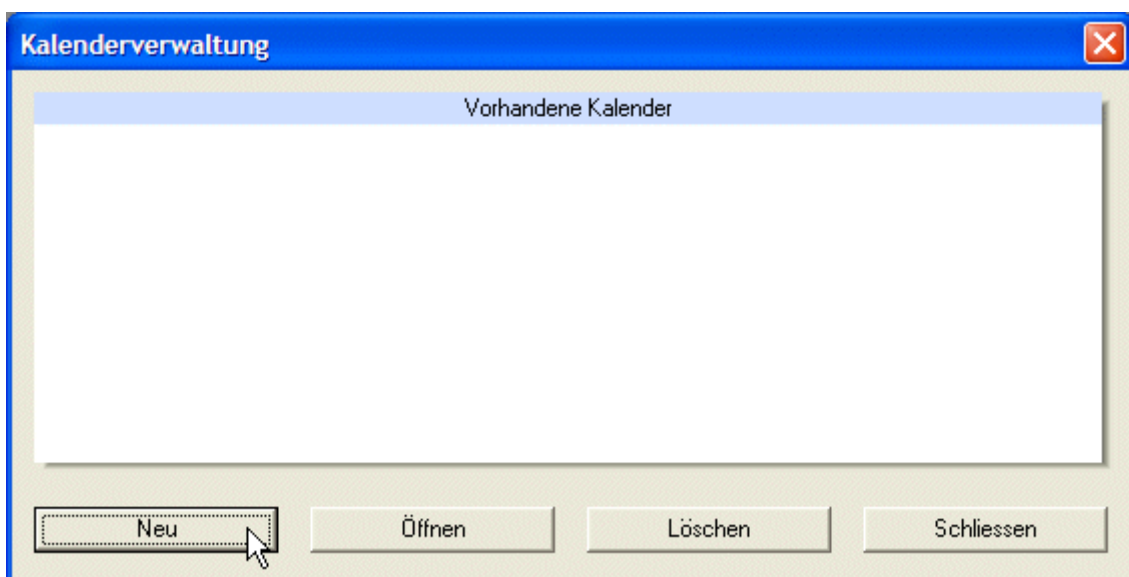 Kalenderverwaltung
Vorhandene Kalender
Neu Öffnen Löschen Schliessen